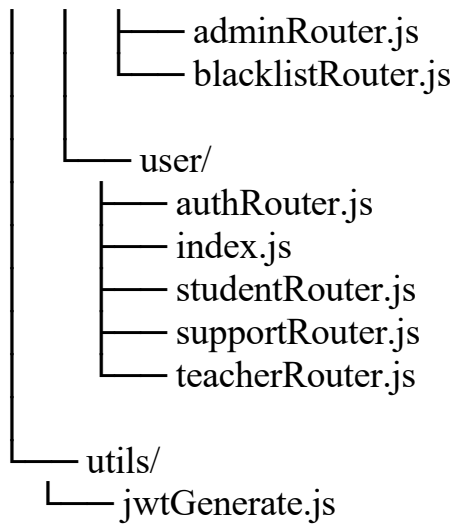 adminRouter.js
blacklistRouter.js
user/
authRouter.js
index.js
studentRouter.js
supportRouter.js
teacherRouter.js
utils/
jwtGenerate.js